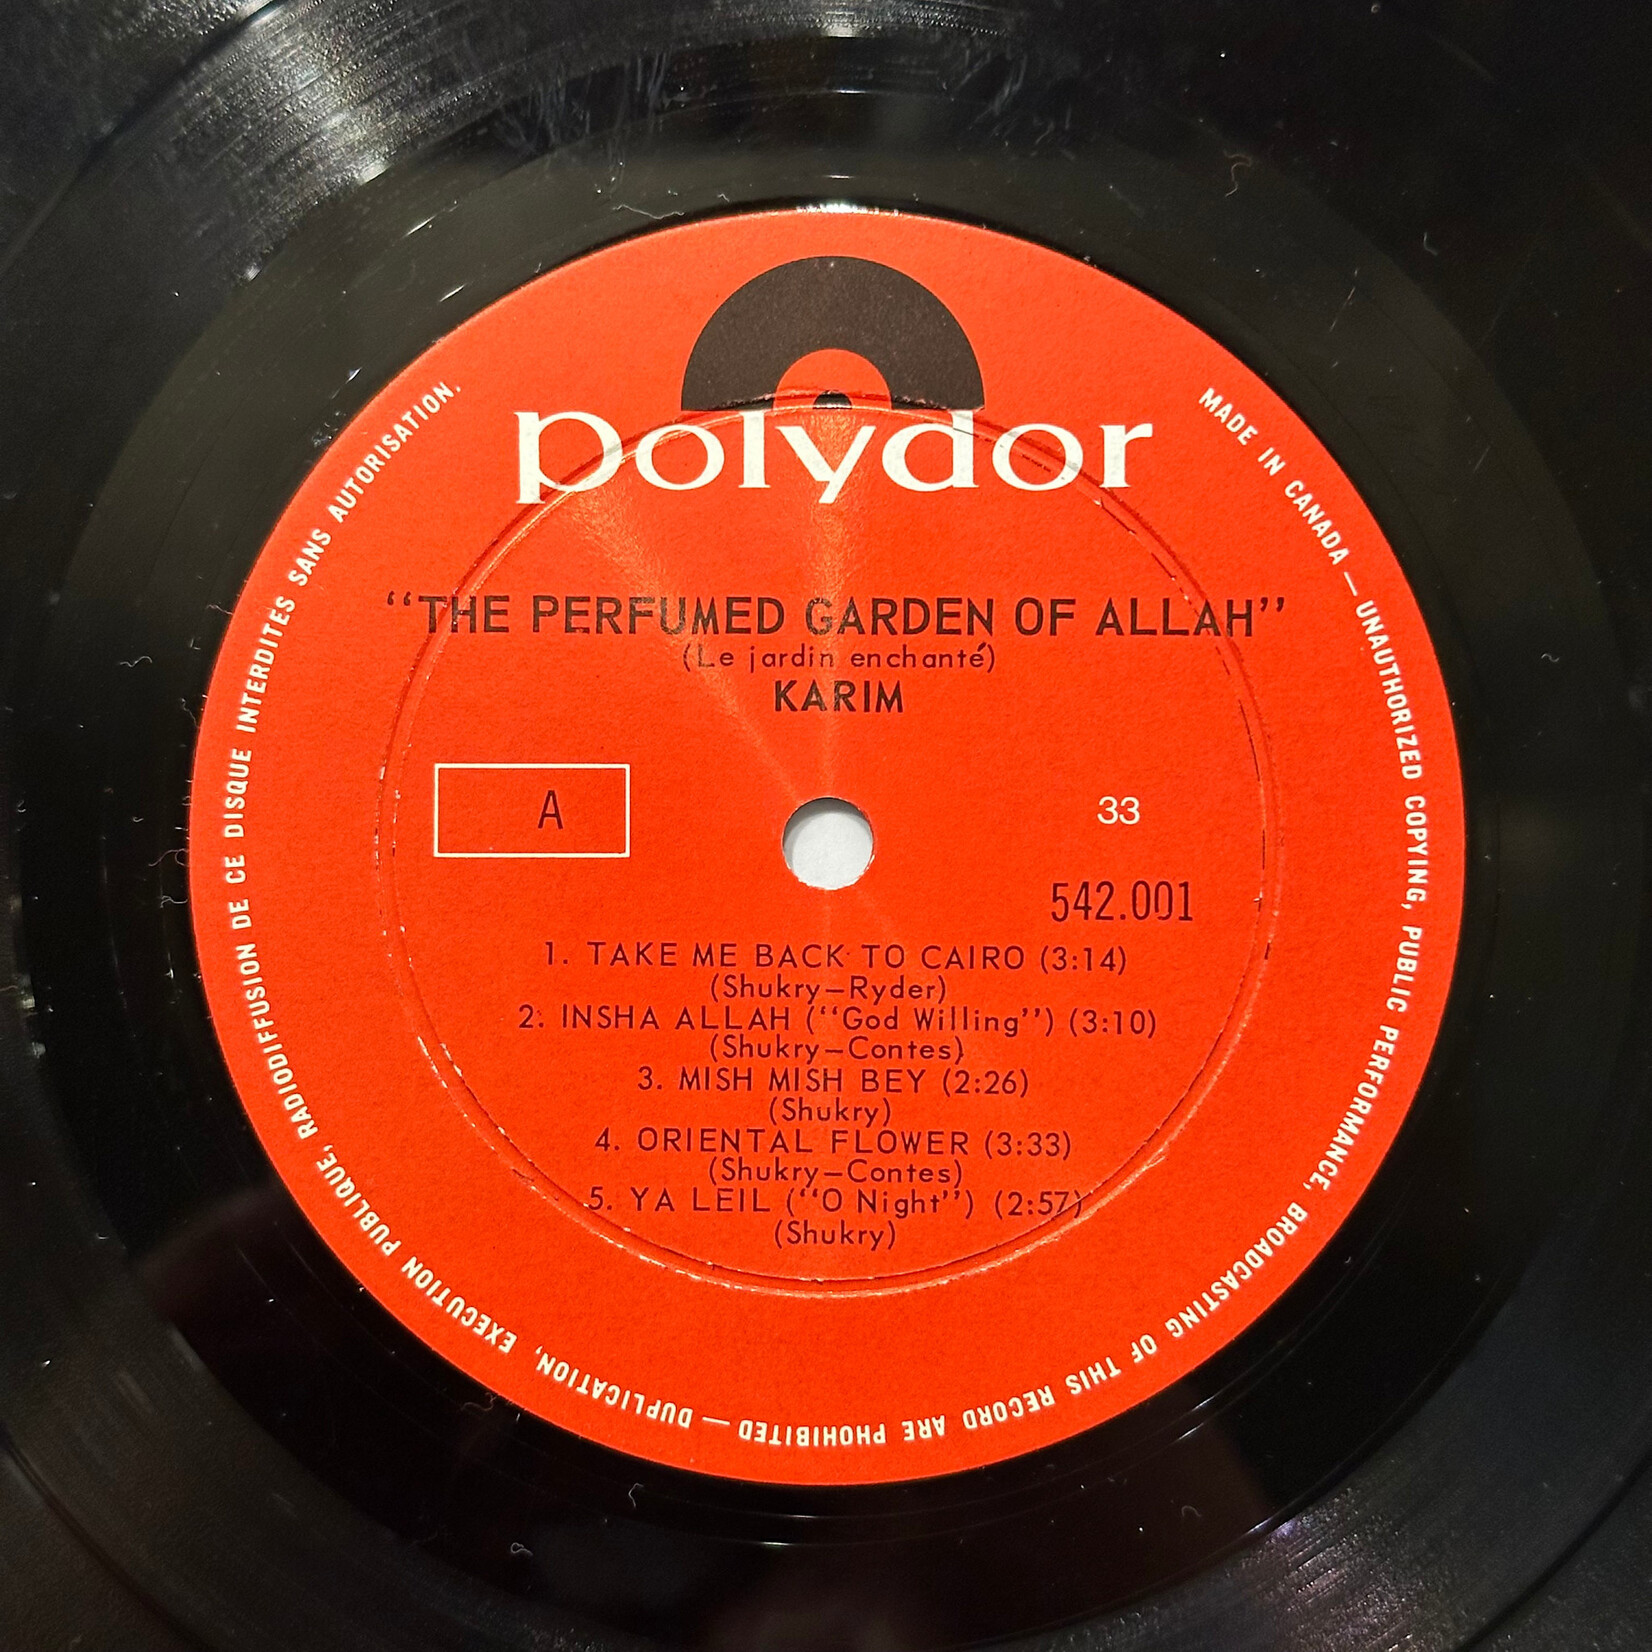 polydor
“THE PERFUMED GARDEN OF ALLAH”
(Le jardin enchanté)
KARIM
A
33
542.001
1. TAKE ME BACK TO CAIRO (3:14)
(Shukry–Ryder)
2. INSHA ALLAH (“God Willing”) (3:10)
(Shukry–Contes)
3. MISH MISH BEY (2:26)
(Shukry)
4. ORIENTAL FLOWER (3:33)
(Shukry–Contes)
5. YA LEIL (“O Night”) (2:57)
(Shukry)
MADE IN CANADA — UNAUTHORIZED COPYING, PUBLIC PERFORMANCE, BROADCASTING OF THIS RECORD ARE PHOHIBITED — DUPLICATION, EXECUTION PUBLIQUE, RADIODIFFUSION DE CE DISQUE INTERDITES SANS AUTORISATION.